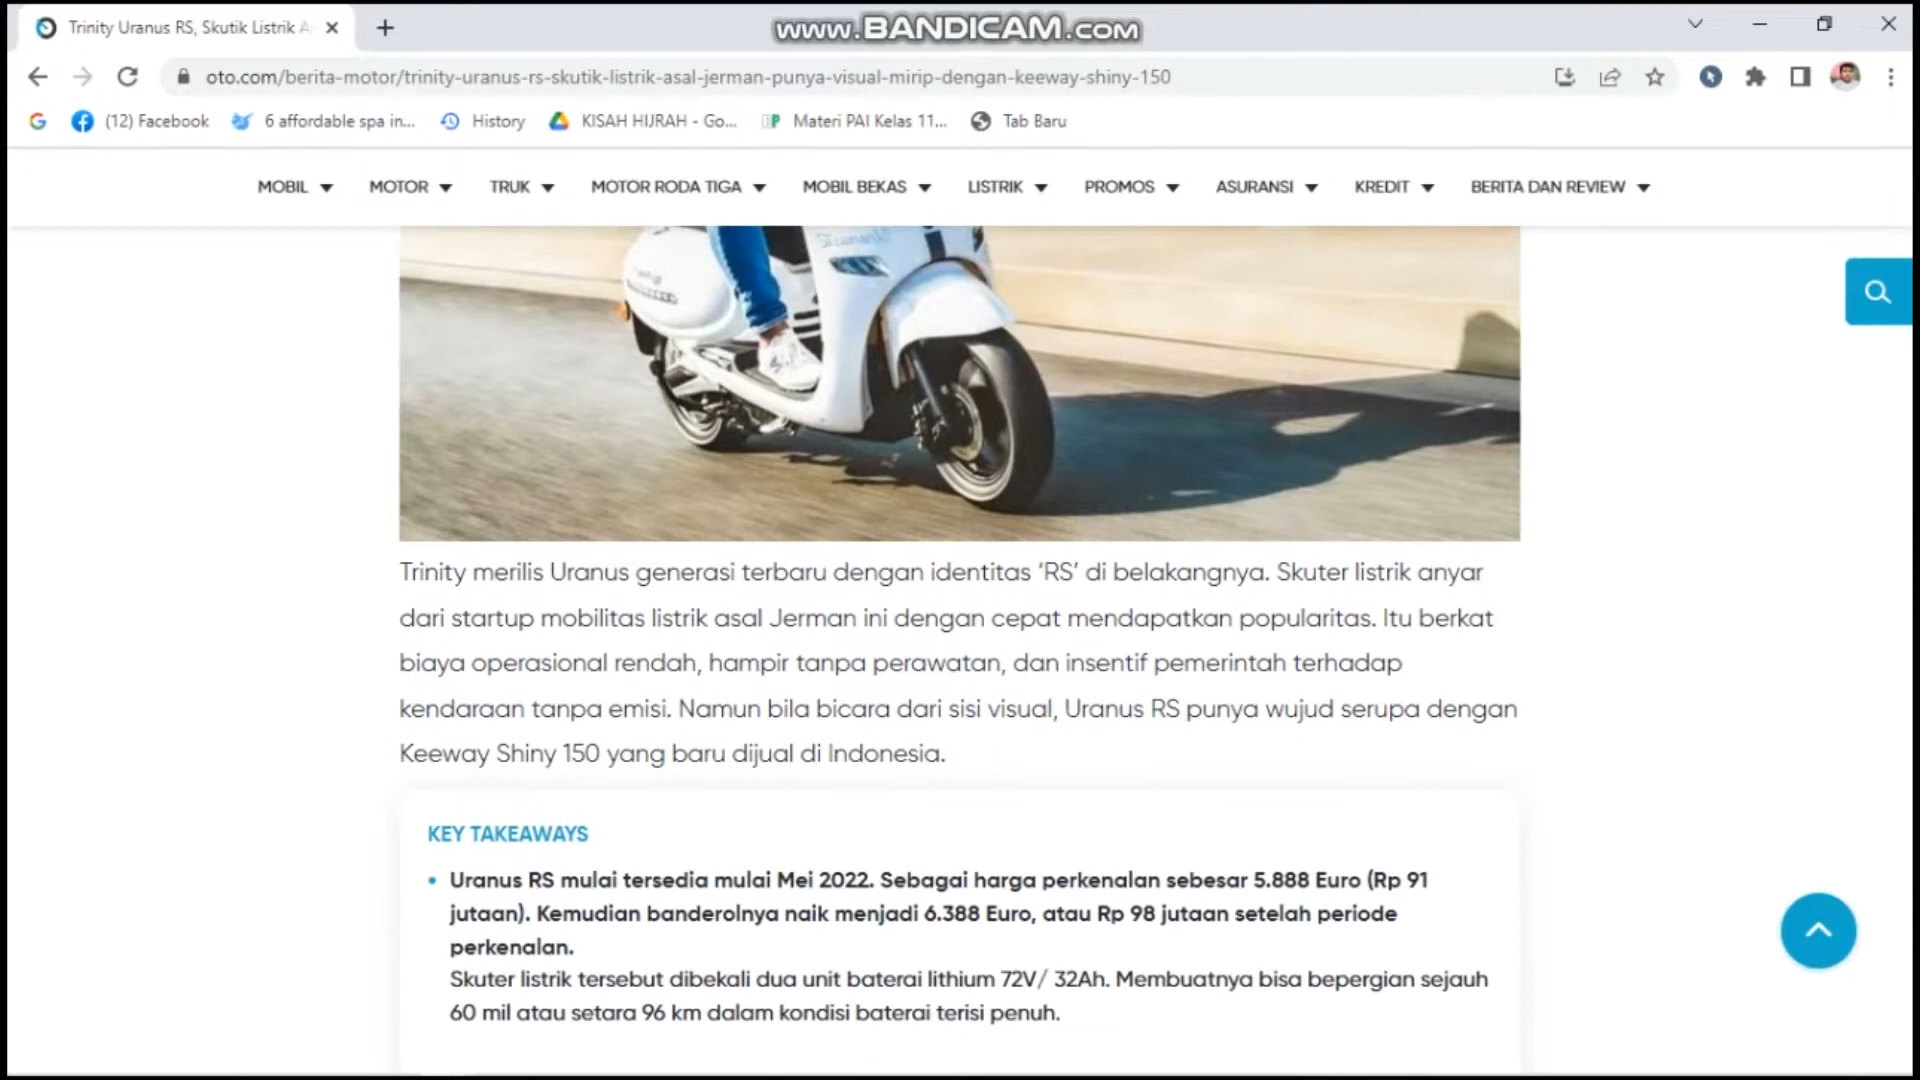 Trinity Uranus RS, Skutik Listrik A
www.BANDICAM.com
oto.com/berita-motor/trinity-uranus-rs-skutik-listrik-asal-jerman-punya-visual-mirip-dengan-keeway-shiny-150
(12) Facebook 6 affordable spa in... History KISAH HIJRAH - Go... Materi PAI Kelas 11... Tab Baru
MOBIL MOTOR TRUK MOTOR RODA TIGA MOBIL BEKAS LISTRIK PROMOS ASURANSI KREDIT BERITA DAN REVIEW
Trinity merilis Uranus generasi terbaru dengan identitas ‘RS’ di belakangnya. Skuter listrik anyar
dari startup mobilitas listrik asal Jerman ini dengan cepat mendapatkan popularitas. Itu berkat
biaya operasional rendah, hampir tanpa perawatan, dan insentif pemerintah terhadap
kendaraan tanpa emisi. Namun bila bicara dari sisi visual, Uranus RS punya wujud serupa dengan
Keeway Shiny 150 yang baru dijual di Indonesia.
KEY TAKEAWAYS
Uranus RS mulai tersedia mulai Mei 2022. Sebagai harga perkenalan sebesar 5.888 Euro (Rp 91
jutaan). Kemudian banderolnya naik menjadi 6.388 Euro, atau Rp 98 jutaan setelah periode
perkenalan.
Skuter listrik tersebut dibekali dua unit baterai lithium 72V/ 32Ah. Membuatnya bisa bepergian sejauh
60 mil atau setara 96 km dalam kondisi baterai terisi penuh.